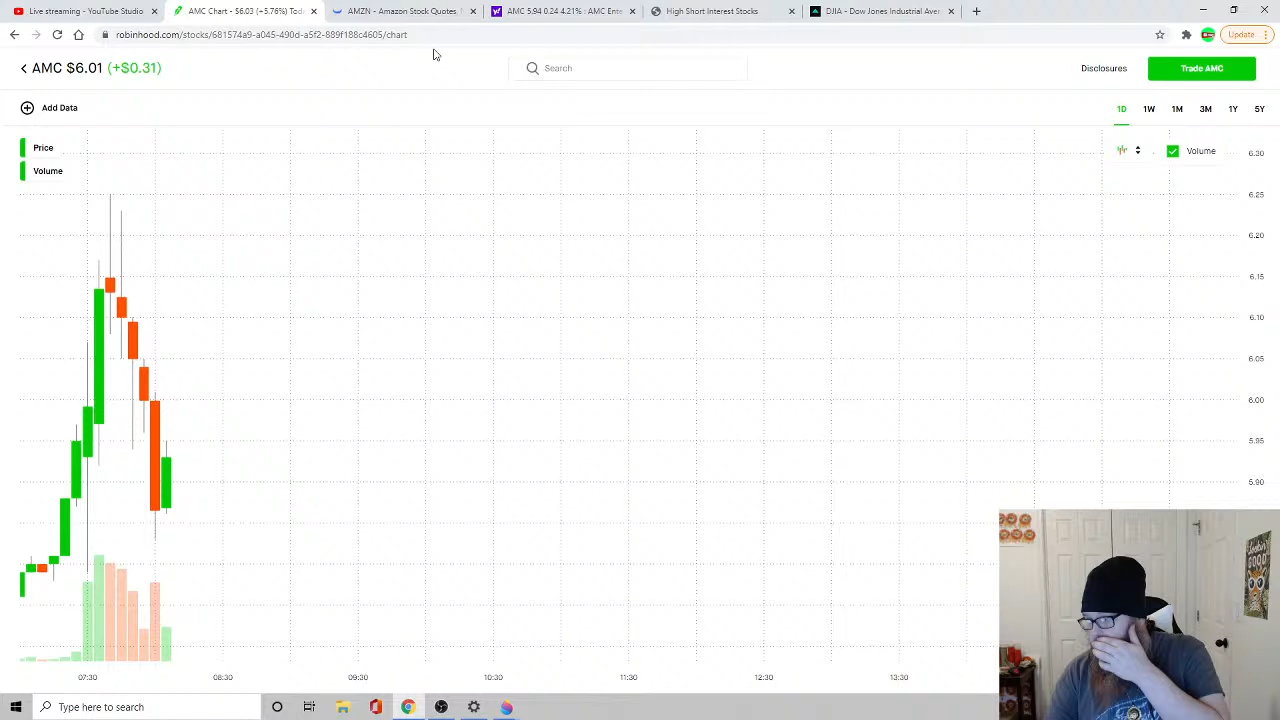 Live streaming - YouTube Studio
AMC Chart - $6.03 (+5.76%) Toda
AMZN - Amazon Stock Quotes
AMC 5.94 0.24 4.21% : AMC Ente
High Short Interest Stocks
DJIA - Dow Jones Industrial Aver
robinhood.com/stocks/681574a9-a045-490d-a5f2-889f188c4605/chart
Update
AMC $6.01 (+$0.31)
Search
Disclosures
Trade AMC
Add Data
1D 1W 1M 3M 1Y 5Y
Price
Volume
Volume
6.30
6.25
6.20
6.15
6.10
6.05
6.00
5.95
5.90
07:30 08:30 09:30 10:30 11:30 12:30 13:30
Type here to search